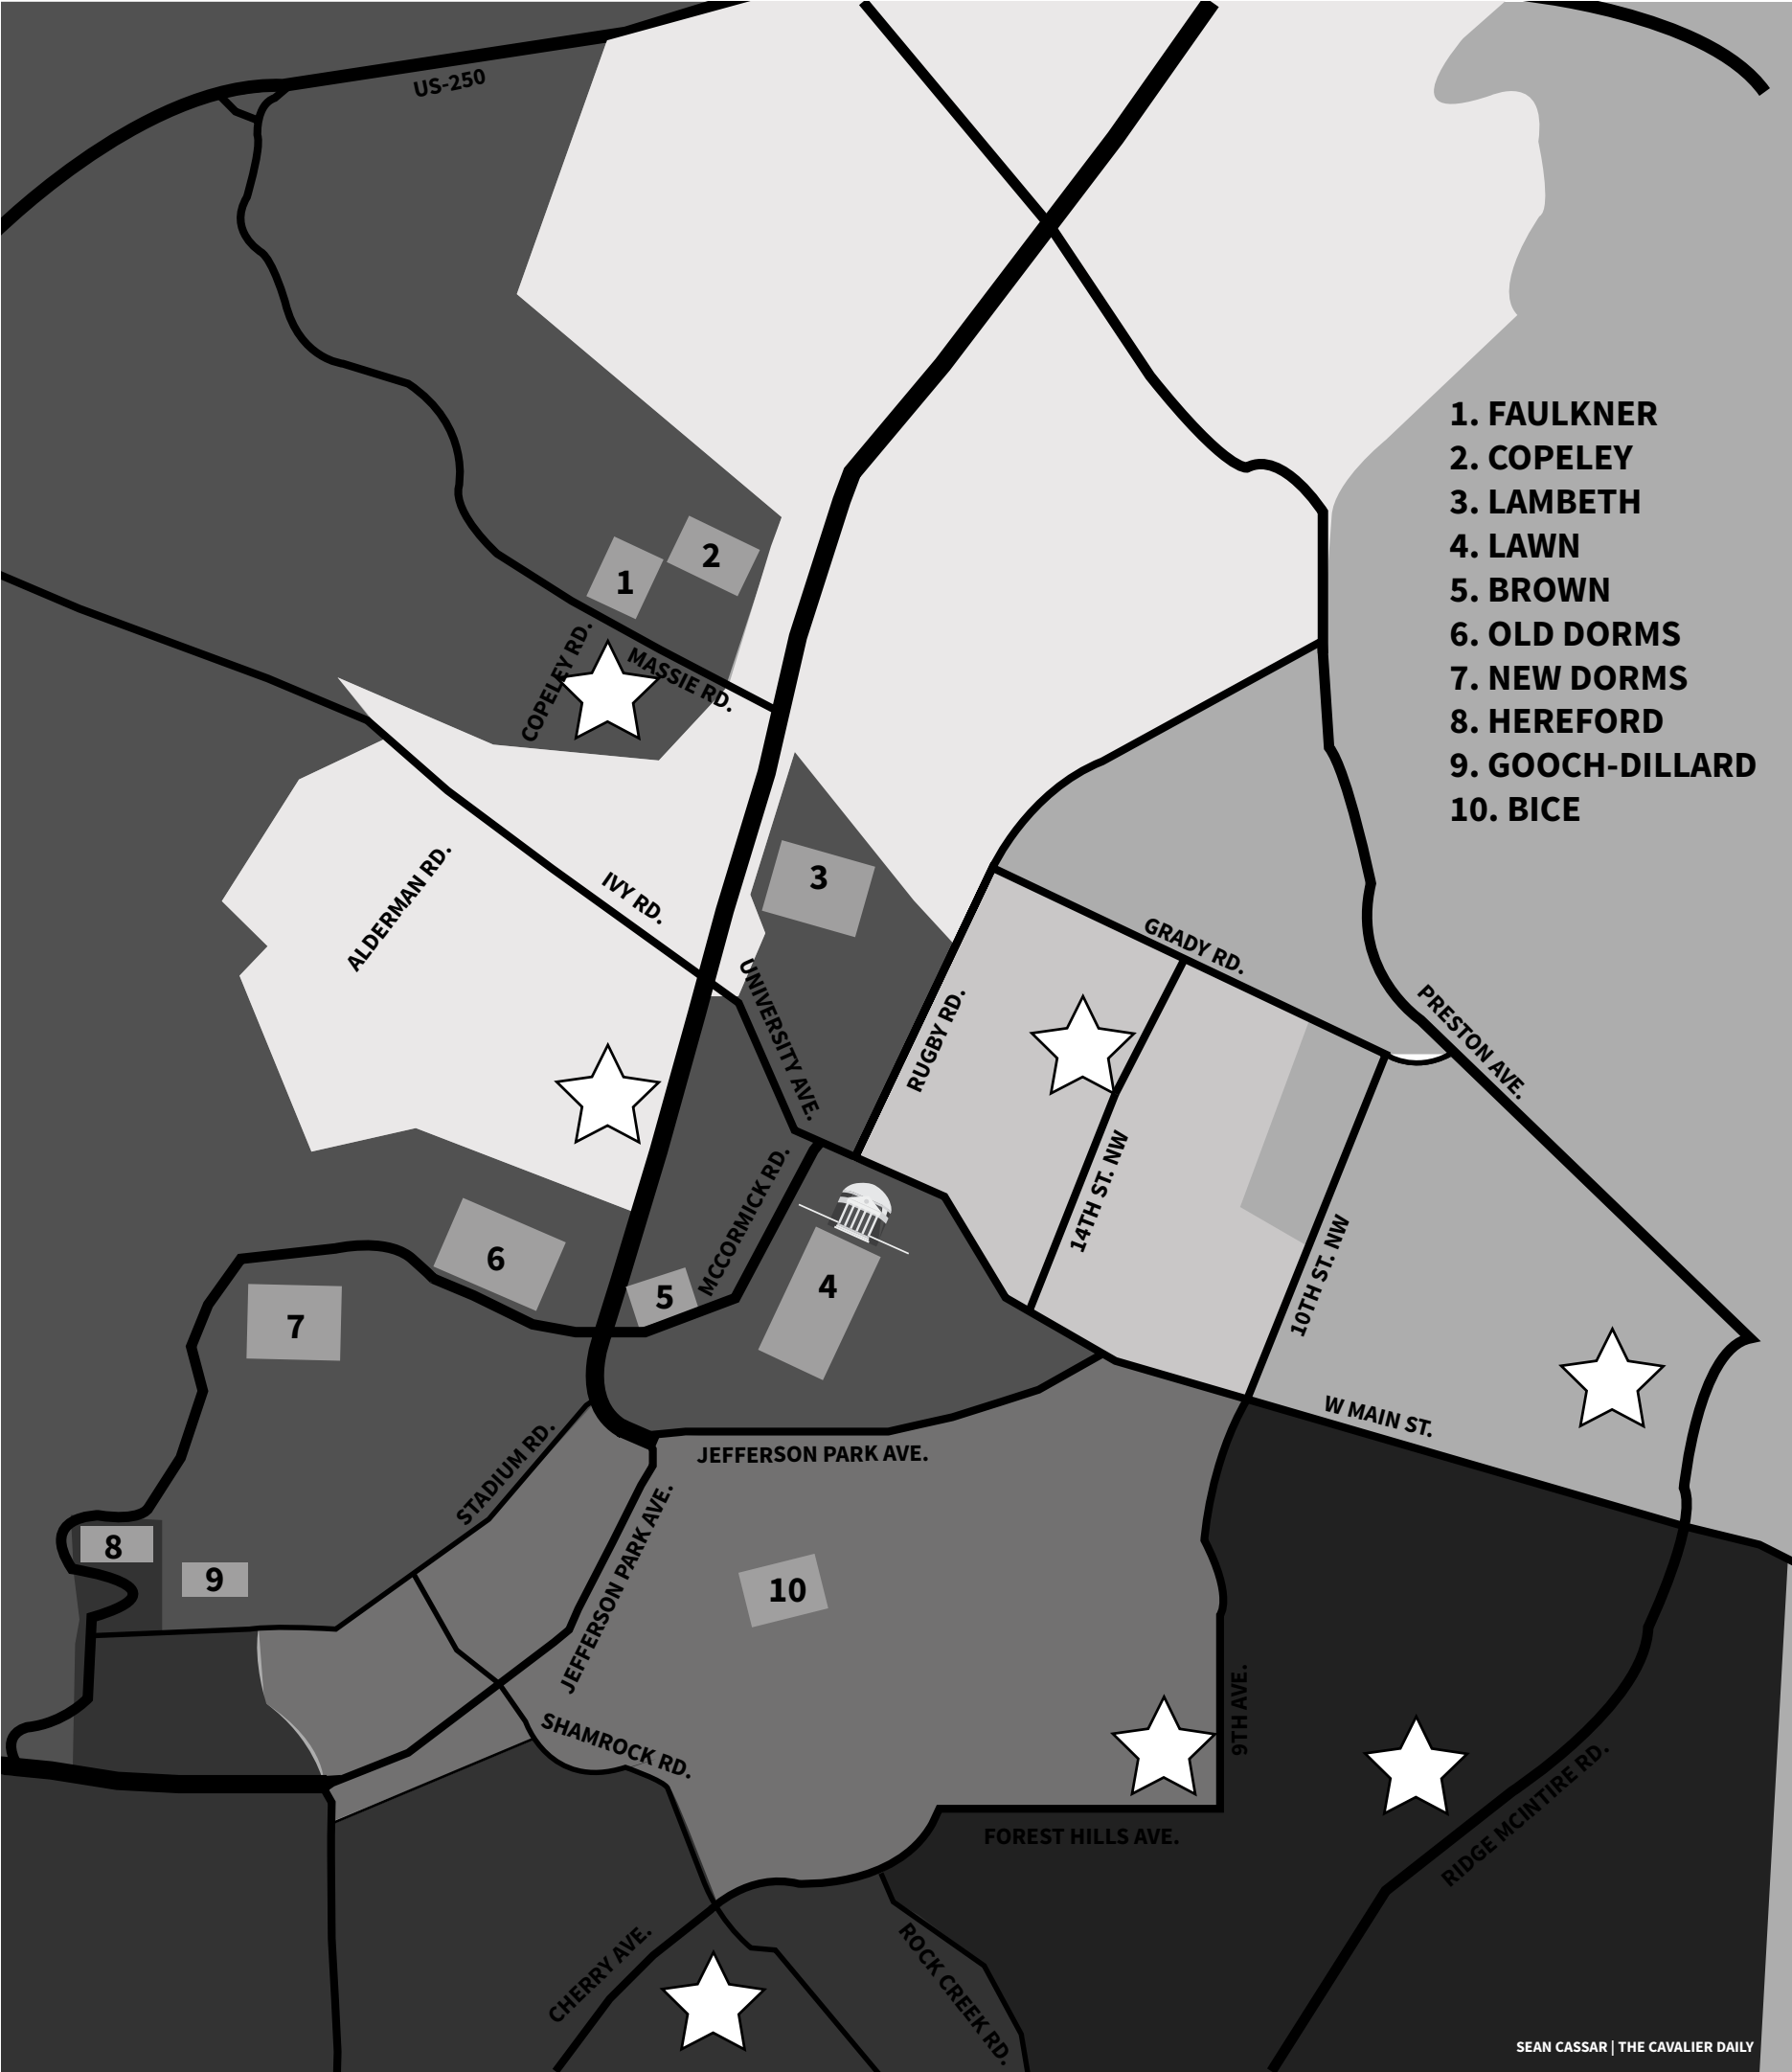 US-250
1. FAULKNER
2. COPELEY
3. LAMBETH
4. LAWN
5. BROWN
6. OLD DORMS
7. NEW DORMS
8. HEREFORD
9. GOOCH-DILLARD
10. BICE
2
1
COPELEY RD.
MASSIE RD.
3
ALDERMAN RD.
IVY RD.
UNIVERSITY AVE.
RUGBY RD.
GRADY RD.
PRESTON AVE.
MCCORMICK RD.
14TH ST. NW
10TH ST. NW
6
5
4
7
W MAIN ST.
STADIUM RD.
JEFFERSON PARK AVE.
JEFFERSON PARK AVE.
8
9
10
SHAMROCK RD.
9TH AVE.
FOREST HILLS AVE.
RIDGE MCINTIRE RD.
CHERRY AVE.
ROCK CREEK RD.
SEAN CASSAR | THE CAVALIER DAILY